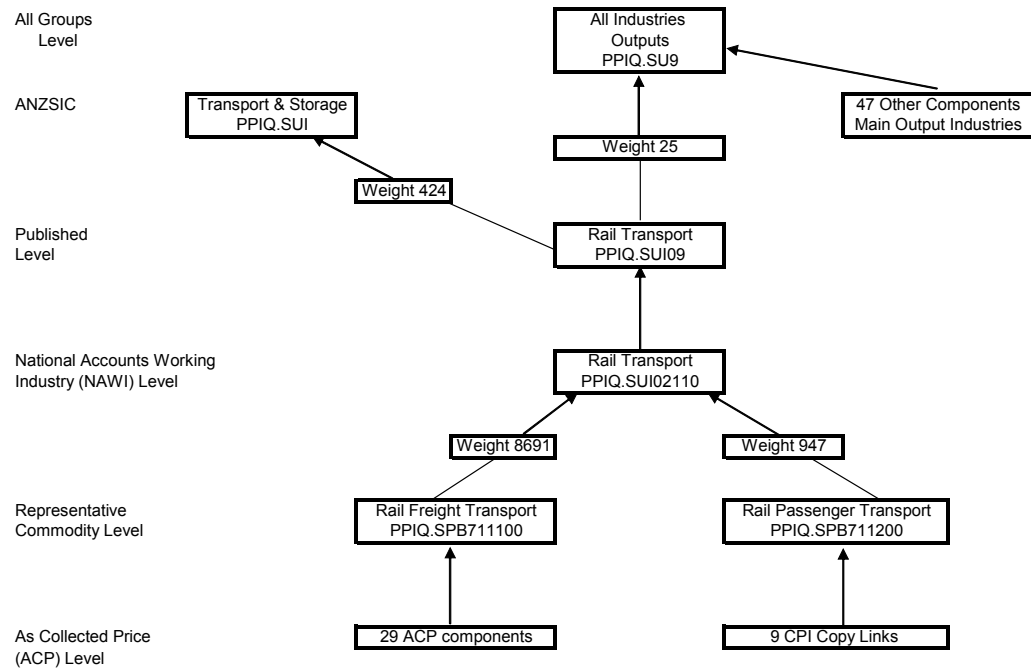 All Groups
Level
All Industries
Outputs
PPIQ.SU9
ANZSIC
Transport & Storage
PPIQ.SUI
47 Other Components
Main Output Industries
Weight 25
Weight 424
Published
Level
Rail Transport
PPIQ.SUI09
National Accounts Working
Industry (NAWI) Level
Rail Transport
PPIQ.SUI02110
Weight 8691
Weight 947
Representative
Commodity Level
Rail Freight Transport
PPIQ.SPB711100
Rail Passenger Transport
PPIQ.SPB711200
As Collected Price
(ACP) Level
29 ACP components
9 CPI Copy Links